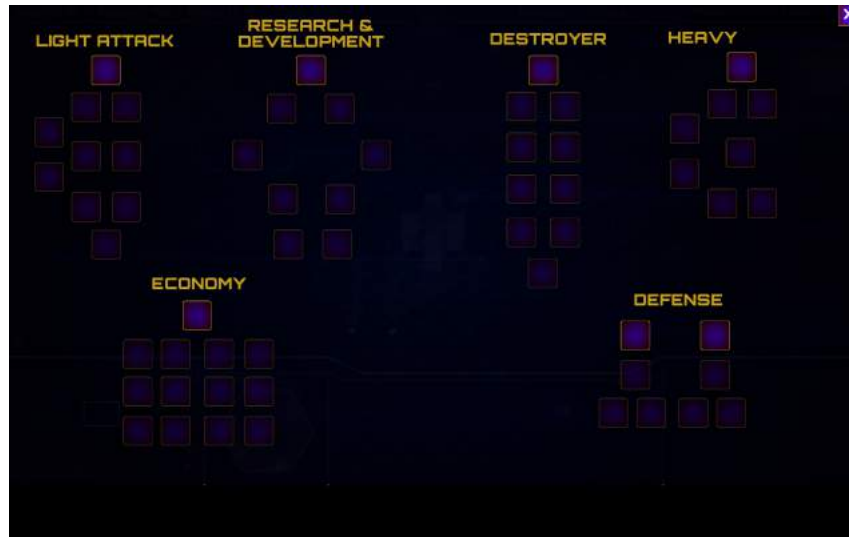 LIGHT ATTACK
RESEARCH &
DEVELOPMENT
DESTROYER
HEAVY
ECONOMY
DEFENSE
X